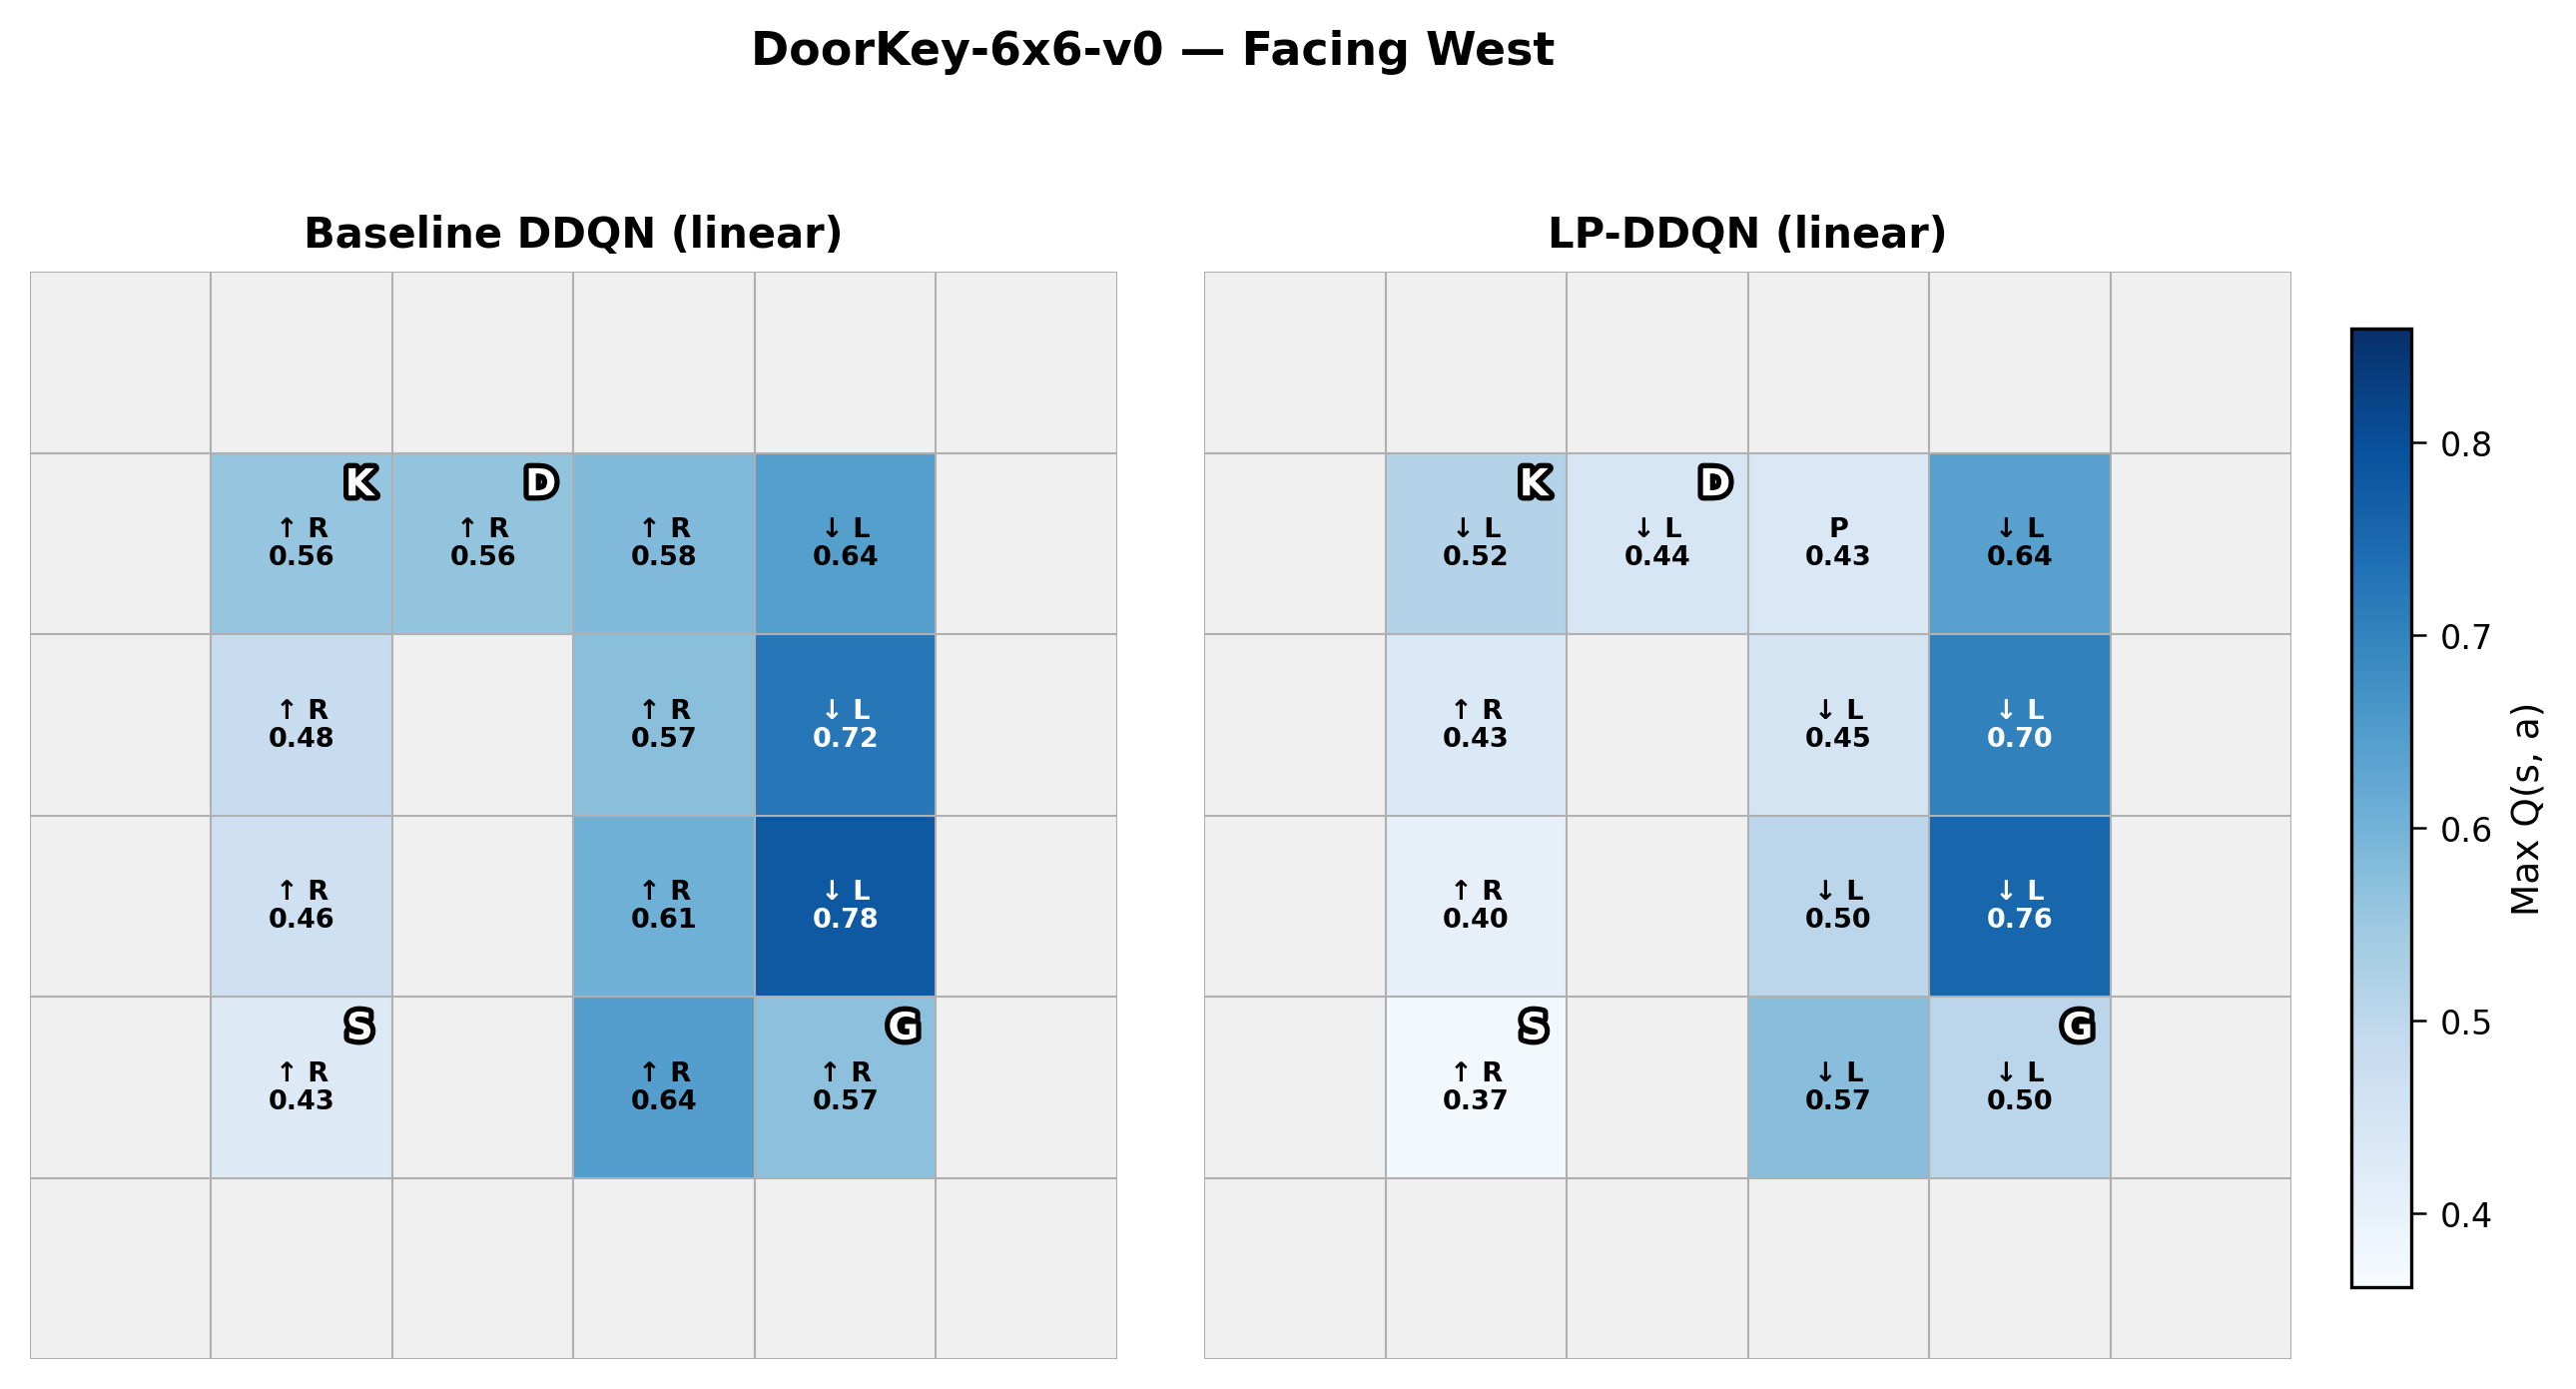 DoorKey-6x6-v0 — Facing West
Baseline DDQN (linear)
K
D
↑ R
0.56
↑ R
0.56
↑ R
0.58
↓ L
0.64
↑ R
0.48
↑ R
0.57
↓ L
0.72
↑ R
0.46
↑ R
0.61
↓ L
0.78
S
G
↑ R
0.43
↑ R
0.64
↑ R
0.57
LP-DDQN (linear)
K
D
↓ L
0.52
↓ L
0.44
P
0.43
↓ L
0.64
↑ R
0.43
↓ L
0.45
↓ L
0.70
↑ R
0.40
↓ L
0.50
↓ L
0.76
S
G
↑ R
0.37
↓ L
0.57
↓ L
0.50
0.8
0.7
0.6
0.5
0.4
Max Q(s, a)